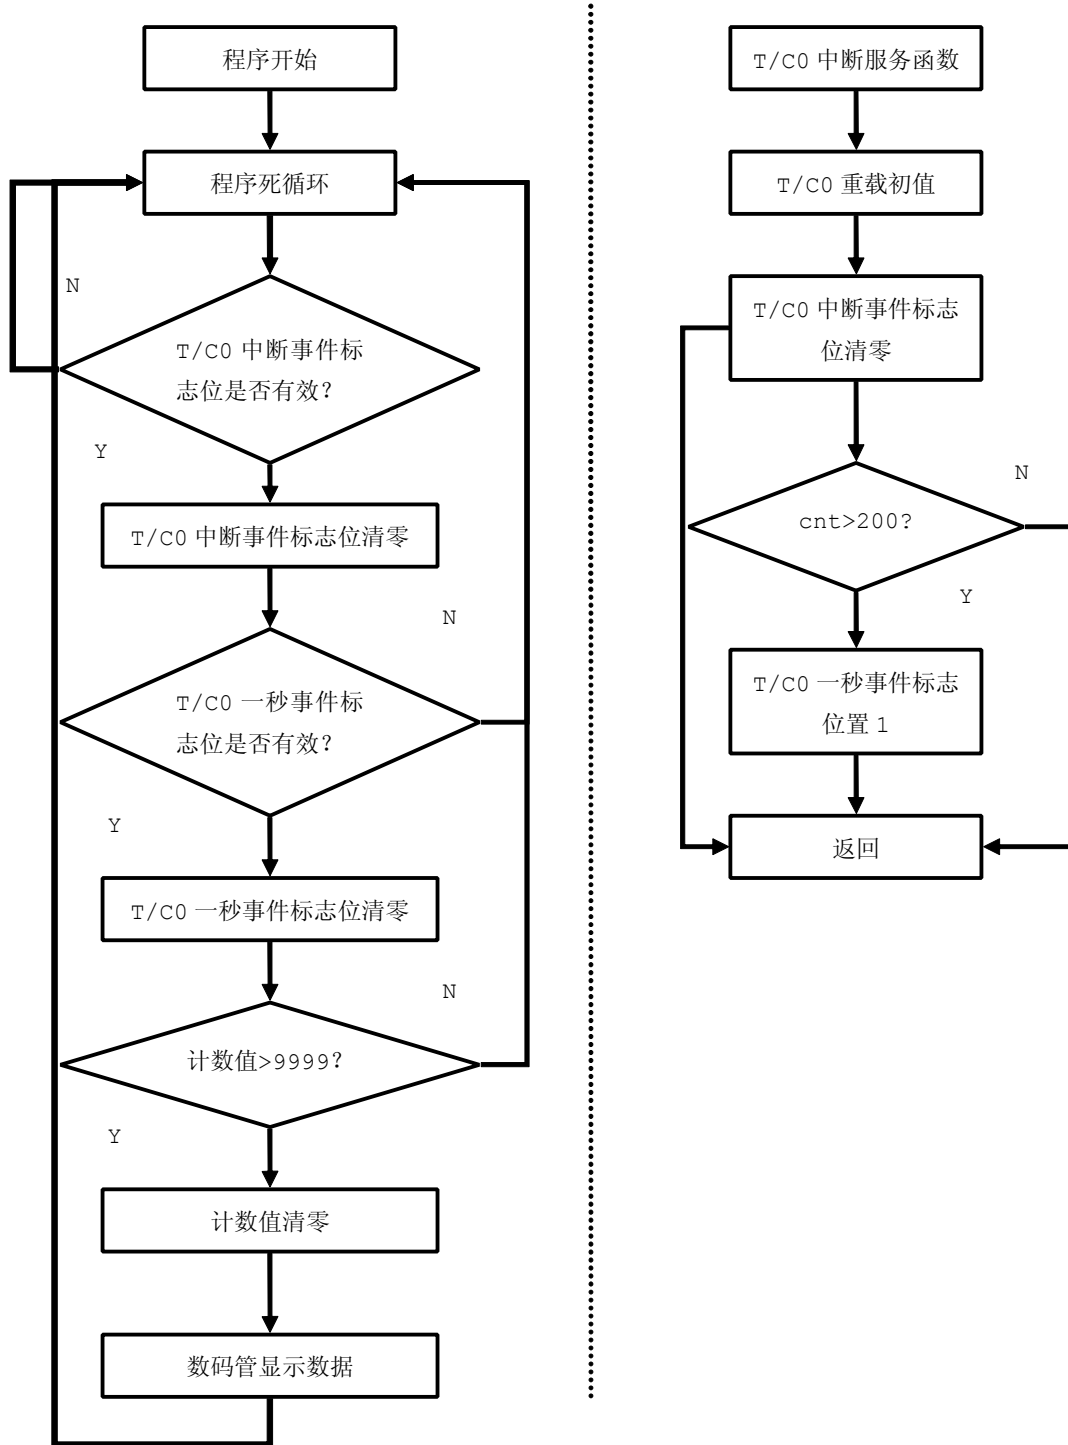 程序开始
程序死循环
N
T/C0 中断事件标
志位是否有效？
Y
T/C0 中断事件标志位清零
N
T/C0 一秒事件标
志位是否有效？
Y
T/C0 一秒事件标志位清零
N
计数值>9999？
Y
计数值清零
数码管显示数据
T/C0 中断服务函数
T/C0 重载初值
T/C0 中断事件标志
位清零
N
cnt>200？
Y
T/C0 一秒事件标志
位置 1
返回